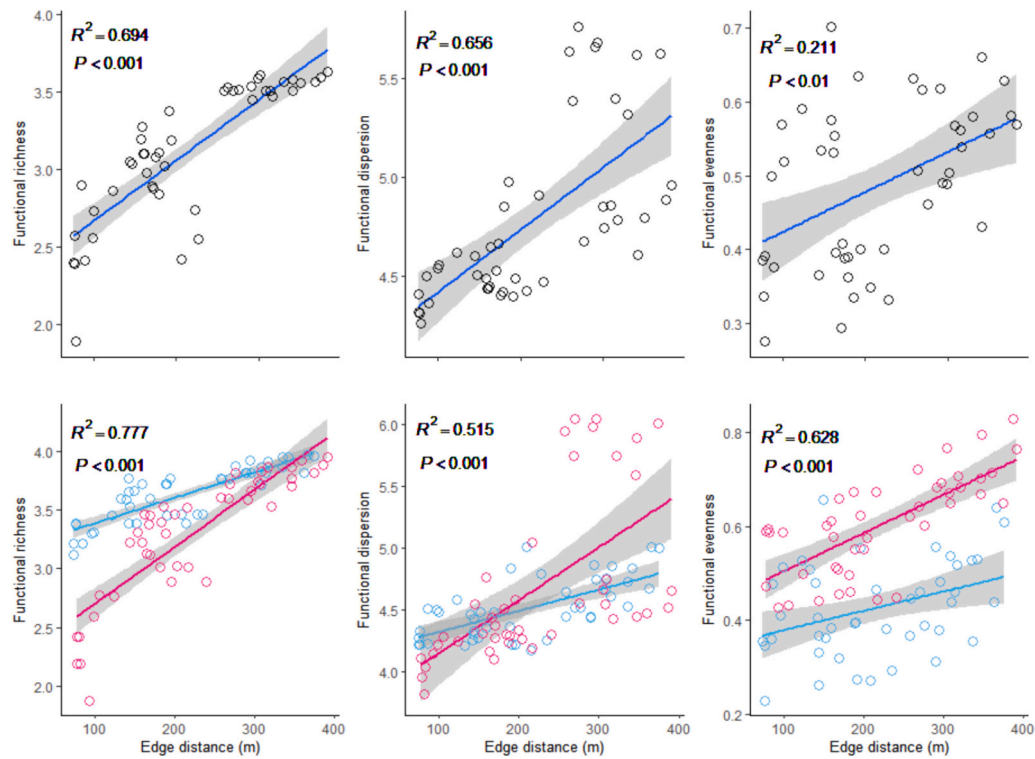 R² = 0.694
P < 0.001
4.0
3.5
3.0
2.5
2.0
Functional richness
R² = 0.656
P < 0.001
5.5
5.0
4.5
Functional dispersion
R² = 0.211
P < 0.01
0.7
0.6
0.5
0.4
0.3
Functional evenness
R² = 0.777
P < 0.001
4.0
3.5
3.0
2.5
2.0
Functional richness
100 200 300 400
Edge distance (m)
R² = 0.515
P < 0.001
6.0
5.5
5.0
4.5
4.0
Functional dispersion
100 200 300 400
Edge distance (m)
R² = 0.628
P < 0.001
0.8
0.6
0.4
0.2
Functional evenness
100 200 300 400
Edge distance (m)